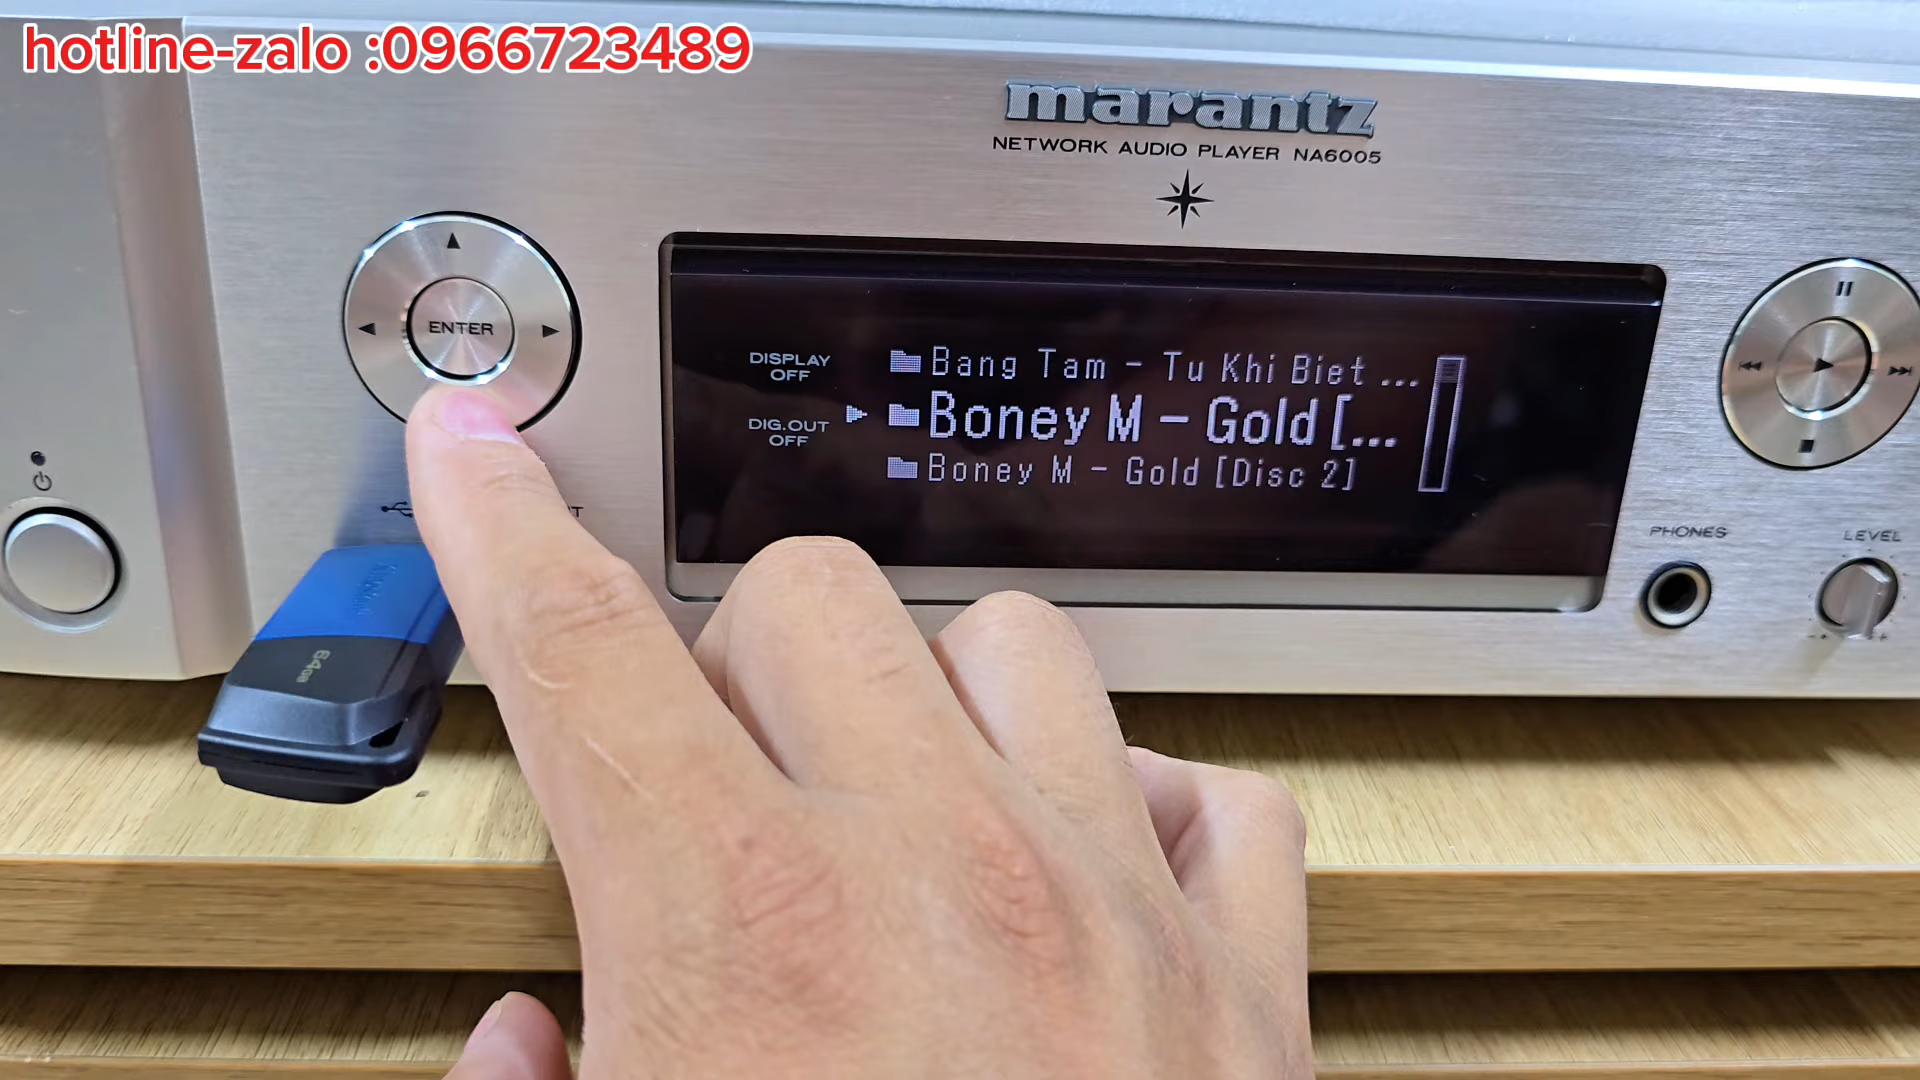 hotline-zalo :0966723489
marantz
NETWORK AUDIO PLAYER NA6005
ENTER
DISPLAY
OFF
DIG.OUT
OFF
Bang Tam - Tu Khi Biet ...
Boney M - Gold [...
Boney M - Gold [Disc 2]
PHONES
LEVEL
64GB